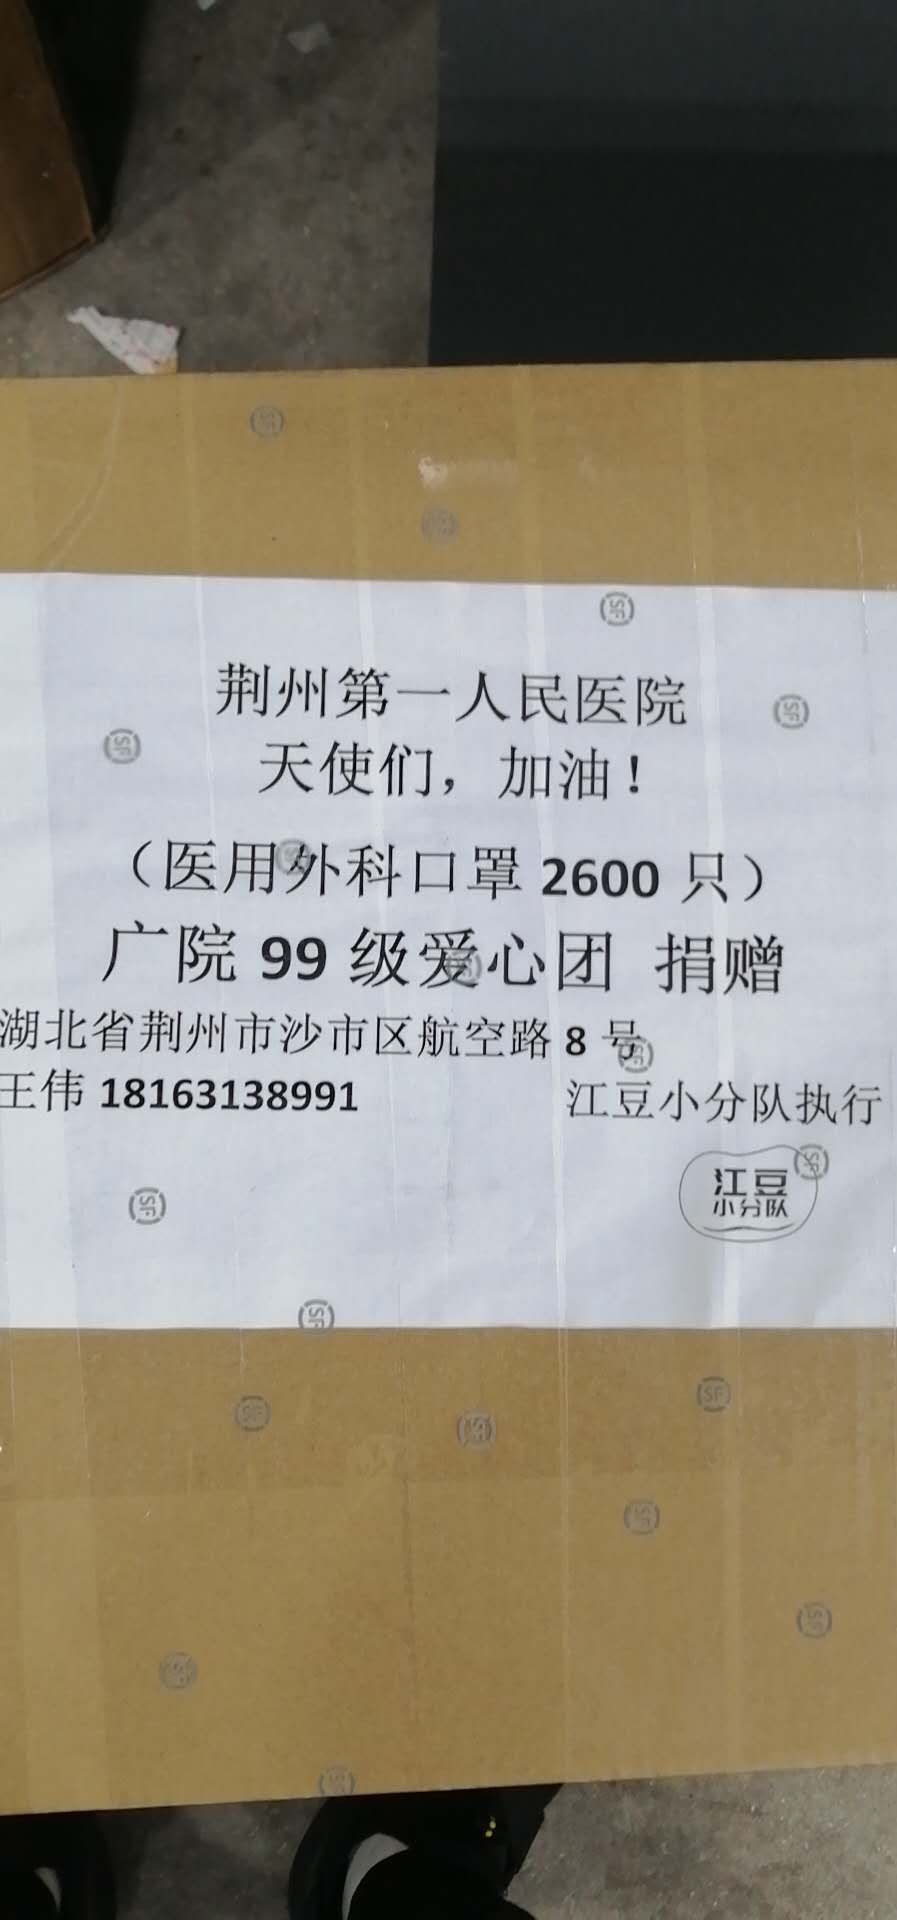 荆州第一人民医院
天使们，加油！
（医用外科口罩 2600 只）
广院 99 级爱心团 捐赠
湖北省荆州市沙市区航空路 8 号
王伟 18163138991 江豆小分队执行
江豆
小分队
SF